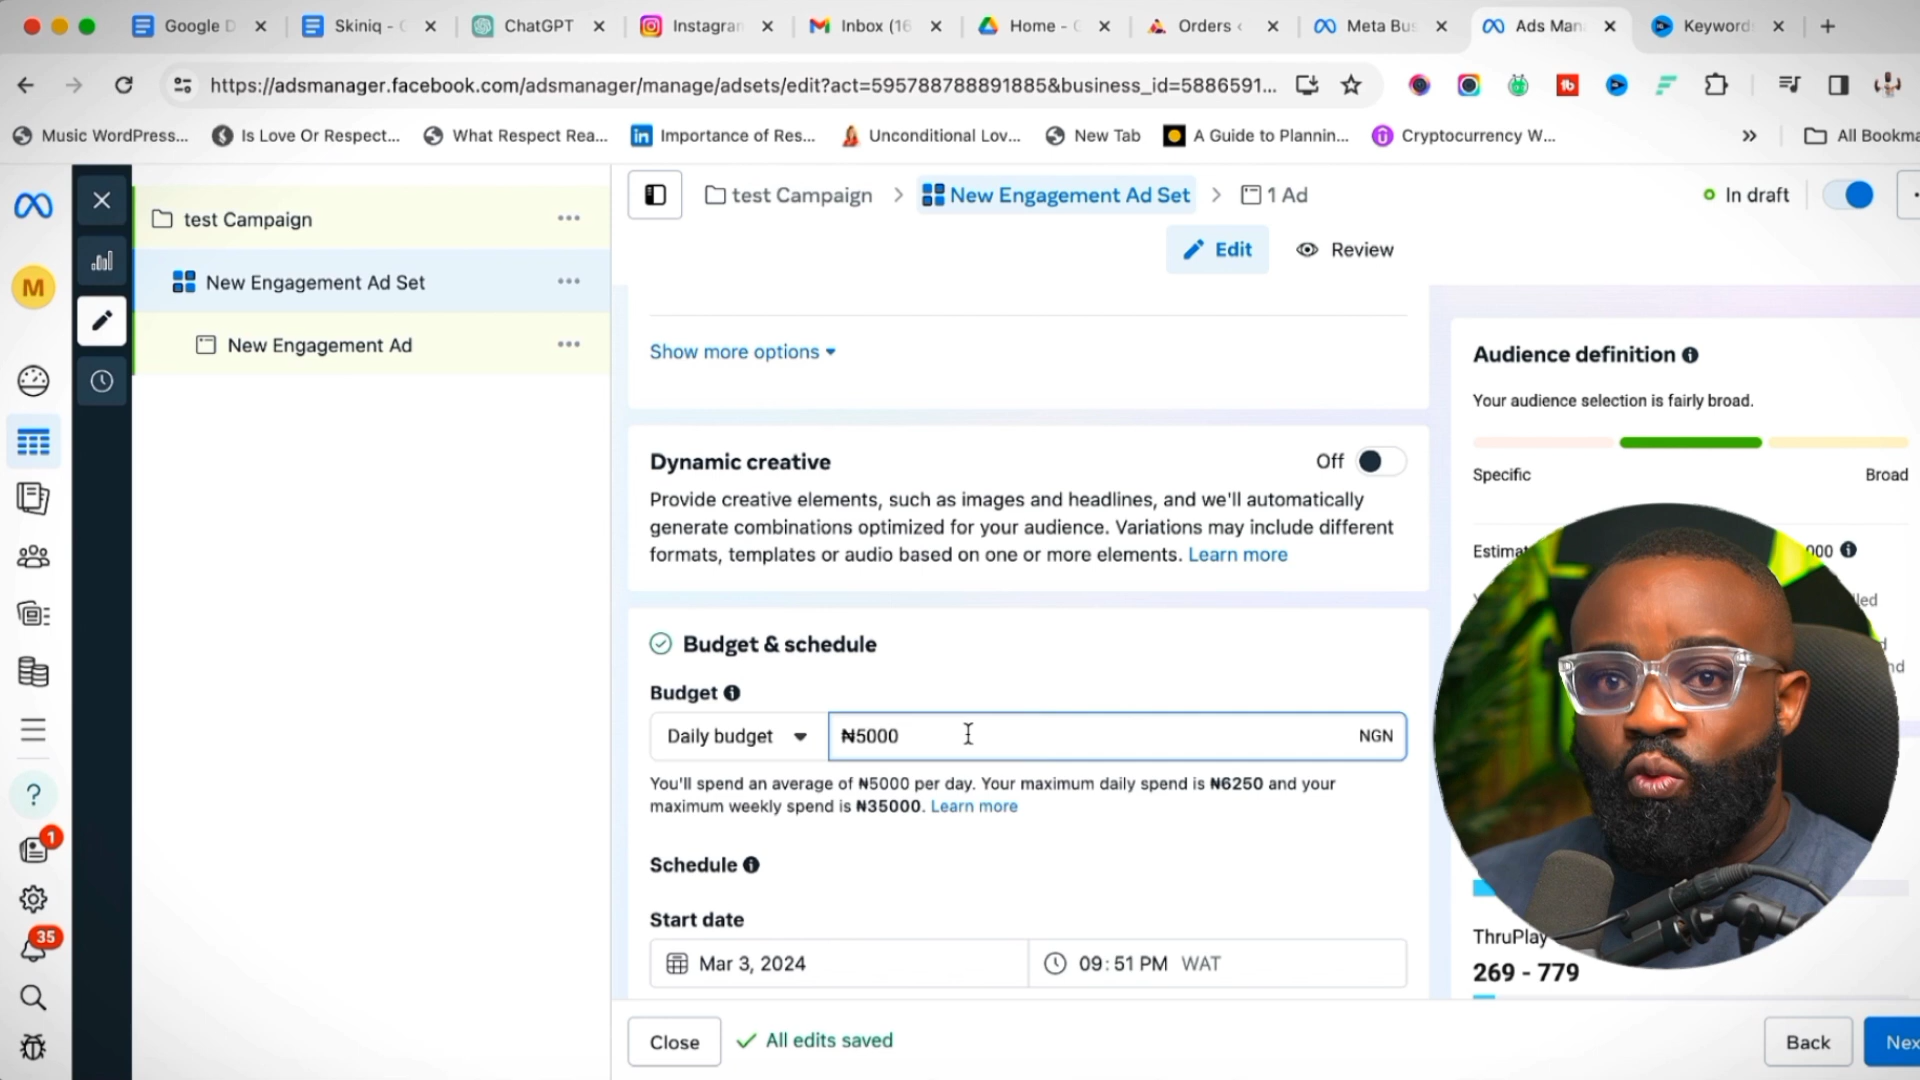 Google D
Skiniq - G
ChatGPT
Instagran
Inbox (16
Home - G
Orders ‹
Meta Bus
Ads Man
Keyword
https://adsmanager.facebook.com/adsmanager/manage/adsets/edit?act=595788788891885&business_id=5886591...
Music WordPress...
Is Love Or Respect...
What Respect Rea...
Importance of Res...
Unconditional Lov...
New Tab
A Guide to Plannin...
Cryptocurrency W...
All Bookma
M
test Campaign
New Engagement Ad Set
New Engagement Ad
test Campaign > New Engagement Ad Set > 1 Ad
In draft
Edit
Review
Show more options
Dynamic creative
Off
Provide creative elements, such as images and headlines, and we'll automatically
generate combinations optimized for your audience. Variations may include different
formats, templates or audio based on one or more elements. Learn more
Budget & schedule
Budget
Daily budget
₦5000
NGN
You'll spend an average of ₦5000 per day. Your maximum daily spend is ₦6250 and your
maximum weekly spend is ₦35000. Learn more
Schedule
Start date
Mar 3, 2024
09:51 PM WAT
Close
All edits saved
Back
Nex
Audience definition
Your audience selection is fairly broad.
Specific
Broad
Estima
000
ThruPlay
269 - 779
1
35